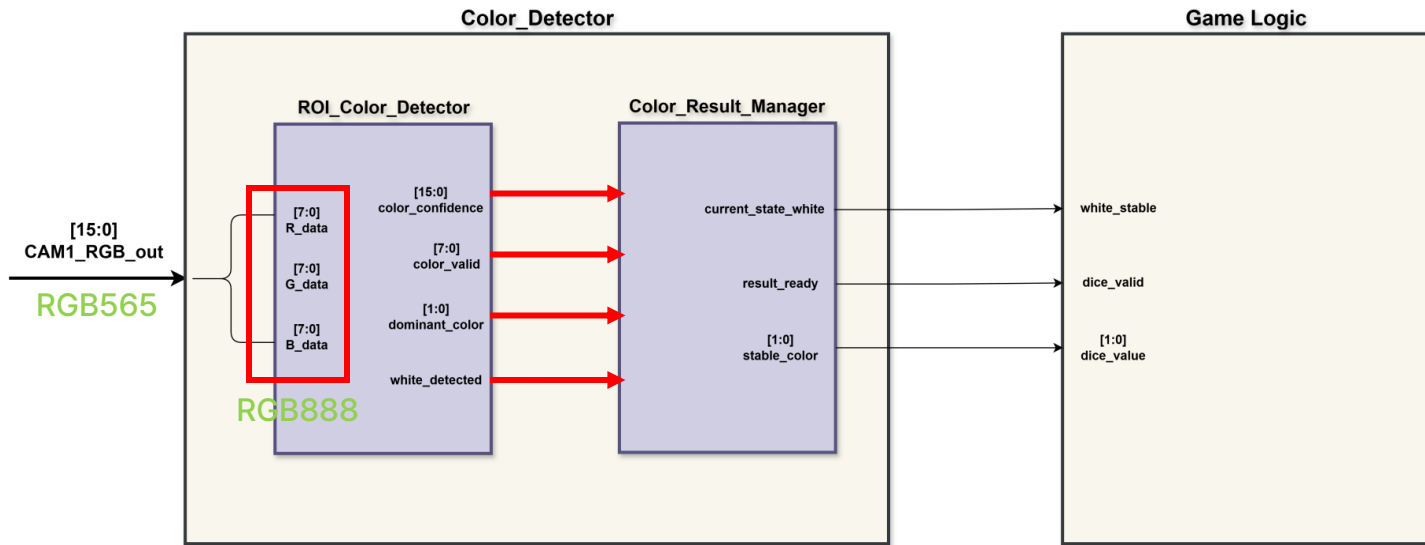 Color_Detector
Game Logic
ROI_Color_Detector
Color_Result_Manager
[15:0]
CAM1_RGB_out
RGB565
[7:0]
R_data
[7:0]
G_data
[7:0]
B_data
RGB888
[15:0]
color_confidence
[7:0]
color_valid
[1:0]
dominant_color
white_detected
current_state_white
result_ready
[1:0]
stable_color
white_stable
dice_valid
[1:0]
dice_value